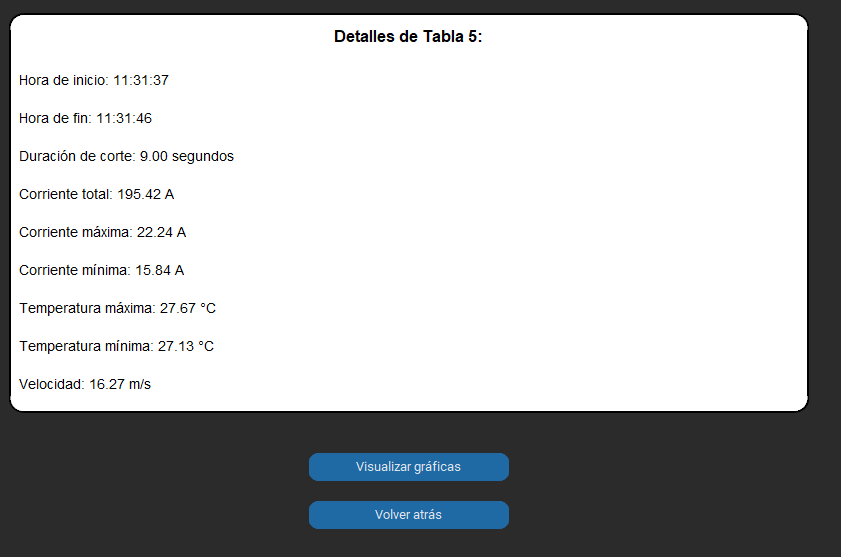 Detalles de Tabla 5:
Hora de inicio: 11:31:37
Hora de fin: 11:31:46
Duración de corte: 9.00 segundos
Corriente total: 195.42 A
Corriente máxima: 22.24 A
Corriente mínima: 15.84 A
Temperatura máxima: 27.67 °C
Temperatura mínima: 27.13 °C
Velocidad: 16.27 m/s
Visualizar gráficas
Volver atrás